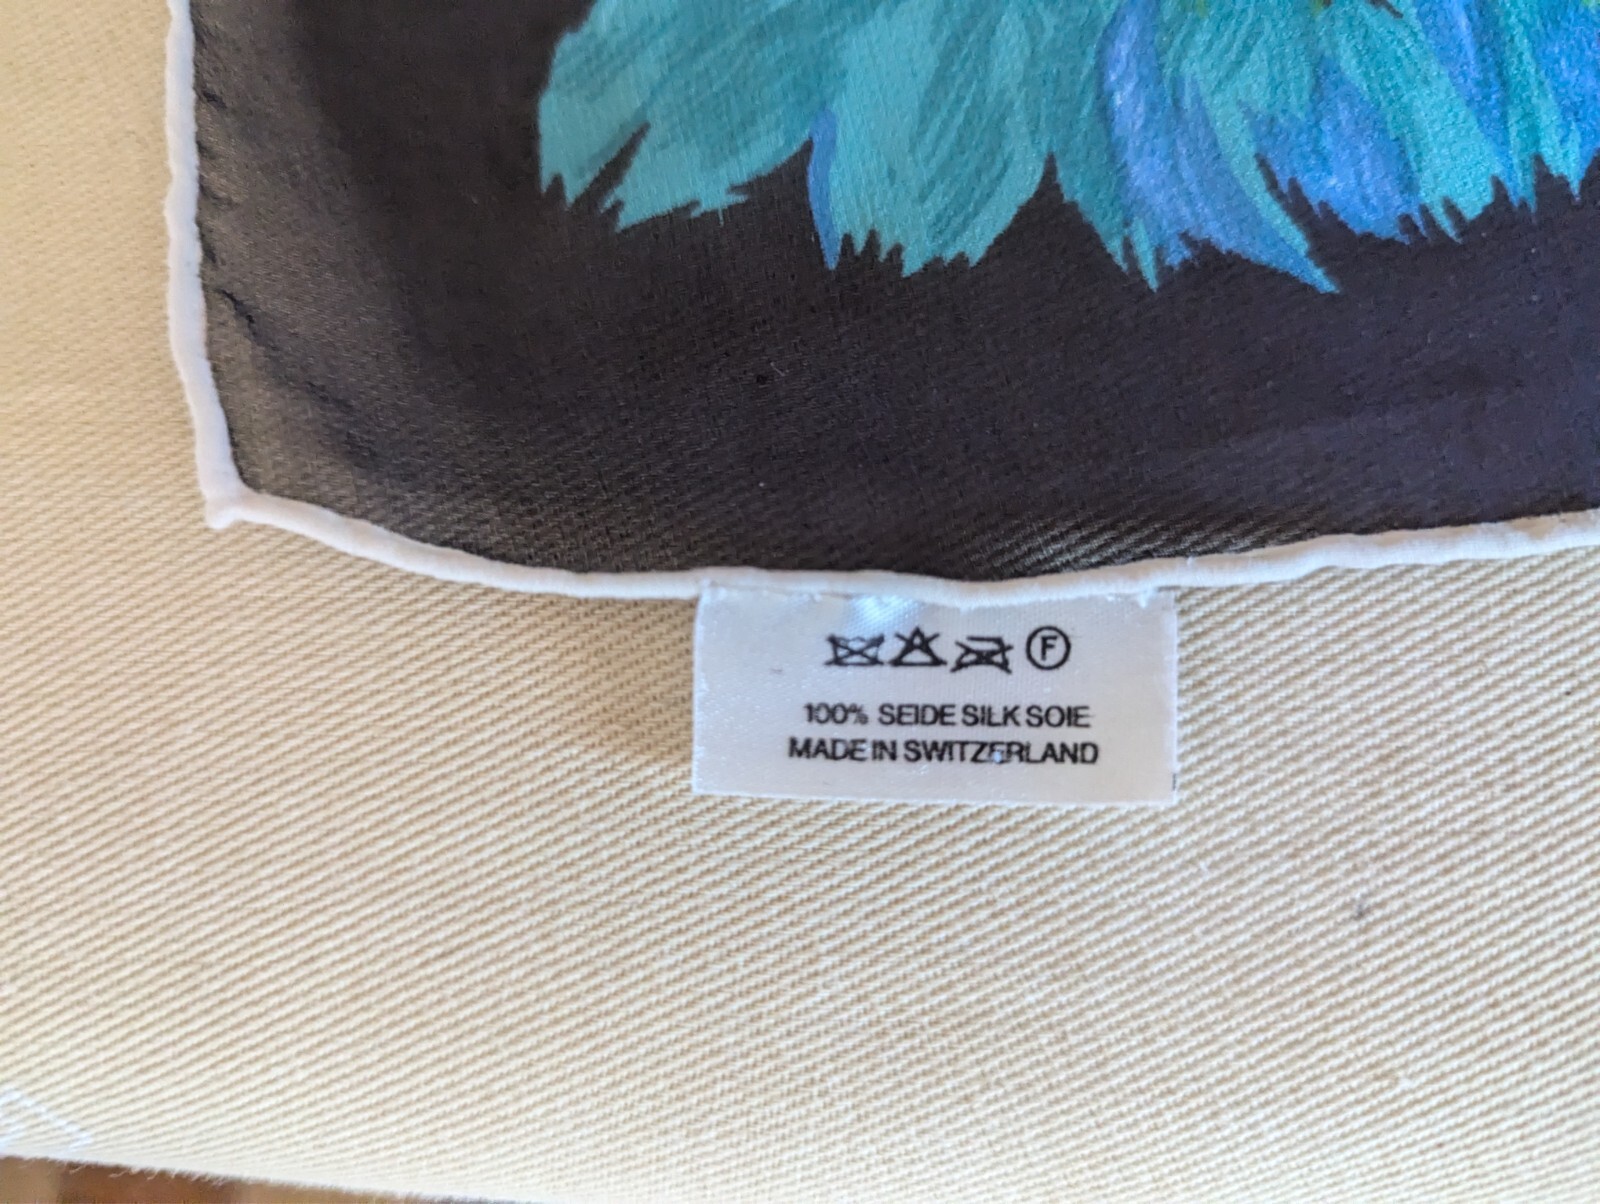 F
100% SEIDE SILK SOIE
MADE IN SWITZERLAND